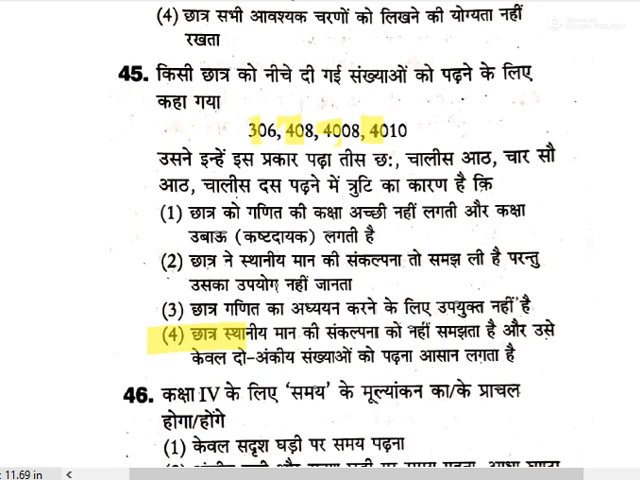 (4) छात्र सभी आवश्यक चरणों को लिखने की योग्यता नहीं
रखता
45. किसी छात्र को नीचे दी गई संख्याओं को पढ़ने के लिए
कहा गया
306, 408, 4008, 4010
उसने इन्हें इस प्रकार पढ़ा तीस छः, चालीस आठ, चार सौ
आठ, चालीस दस पढ़ने में त्रुटि का कारण है कि
(1) छात्र को गणित की कक्षा अच्छी नहीं लगती और कक्षा
उबाऊ (कष्टदायक) लगती है
(2) छात्र ने स्थानीय मान की संकल्पना तो समझ ली है परन्तु
उसका उपयोग नहीं जानता
(3) छात्र गणित का अध्ययन करने के लिए उपयुक्त नहीं है
(4) छात्र स्थानीय मान की संकल्पना को नहीं समझता है और उसे
केवल दो-अंकीय संख्याओं को पढ़ना आसान लगता है
46. कक्षा IV के लिए 'समय' के मूल्यांकन का/के प्राचल
होगा/होंगे
(1) केवल सदृश घड़ी पर समय पढ़ना
: 11.69 in